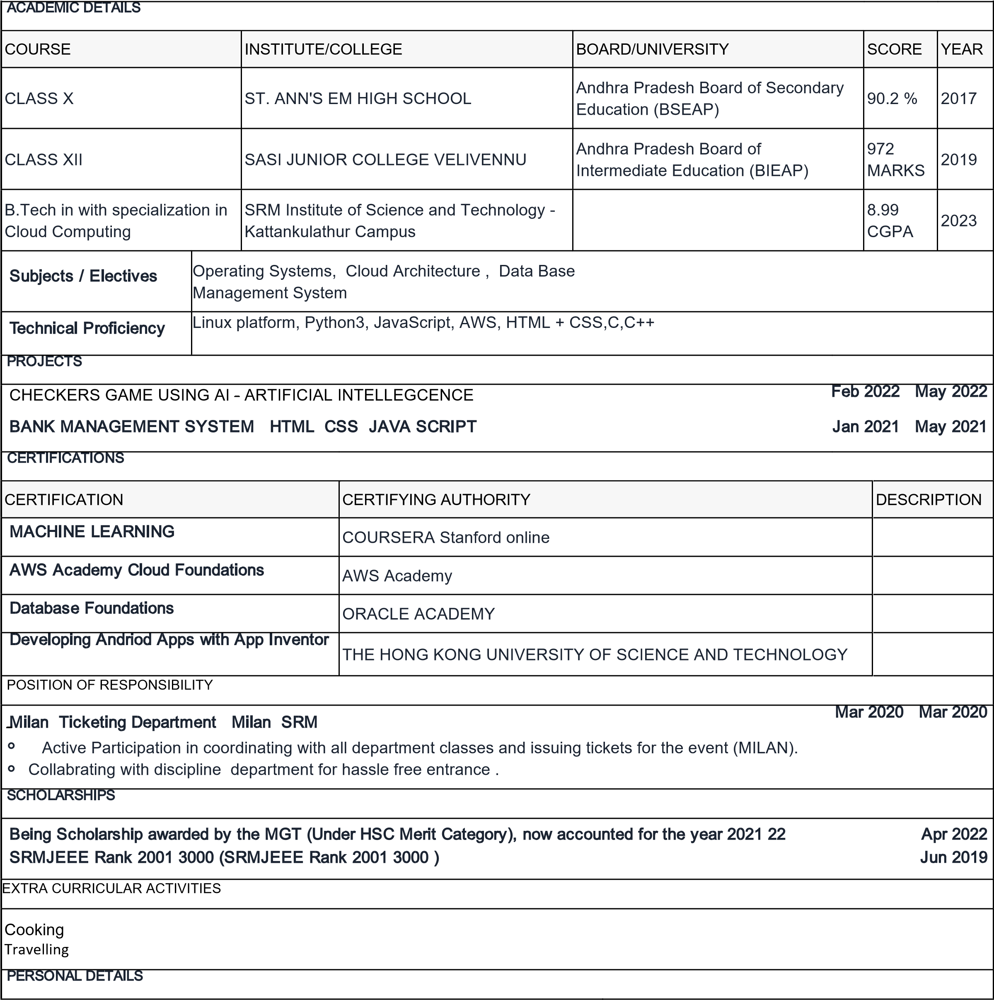 ACADEMIC DETAILS
COURSE INSTITUTE/COLLEGE BOARD/UNIVERSITY SCORE YEAR
CLASS X ST. ANN'S EM HIGH SCHOOL Andhra Pradesh Board of Secondary Education (BSEAP) 90.2 % 2017
CLASS XII SASI JUNIOR COLLEGE VELIVENNU Andhra Pradesh Board of Intermediate Education (BIEAP) 972 MARKS 2019
B.Tech in with specialization in Cloud Computing SRM Institute of Science and Technology - Kattankulathur Campus 8.99 CGPA 2023
Subjects / Electives Operating Systems, Cloud Architecture , Data Base
Management System
Technical Proficiency Linux platform, Python3, JavaScript, AWS, HTML + CSS,C,C++
PROJECTS
CHECKERS GAME USING AI - ARTIFICIAL INTELLEGCENCE Feb 2022 May 2022
BANK MANAGEMENT SYSTEM HTML CSS JAVA SCRIPT Jan 2021 May 2021
CERTIFICATIONS
CERTIFICATION CERTIFYING AUTHORITY DESCRIPTION
MACHINE LEARNING COURSERA Stanford online
AWS Academy Cloud Foundations AWS Academy
Database Foundations ORACLE ACADEMY
Developing Andriod Apps with App Inventor THE HONG KONG UNIVERSITY OF SCIENCE AND TECHNOLOGY
POSITION OF RESPONSIBILITY
Milan Ticketing Department Milan SRM Mar 2020 Mar 2020
Active Participation in coordinating with all department classes and issuing tickets for the event (MILAN).
Collabrating with discipline department for hassle free entrance .
SCHOLARSHIPS
Being Scholarship awarded by the MGT (Under HSC Merit Category), now accounted for the year 2021 22 Apr 2022
SRMJEEE Rank 2001 3000 (SRMJEEE Rank 2001 3000 ) Jun 2019
EXTRA CURRICULAR ACTIVITIES
Cooking
Travelling
PERSONAL DETAILS